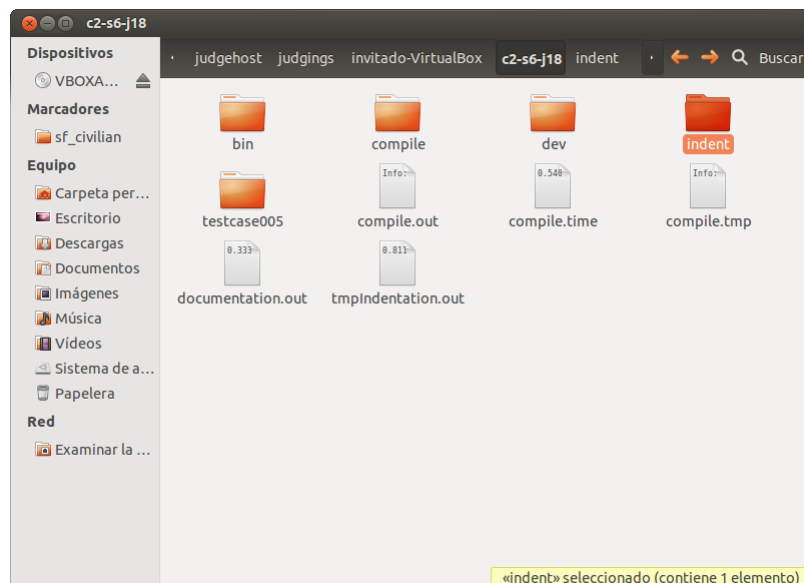 c2-s6-j18
Dispositivos
VBOXA...
Marcadores
sf_civilian
Equipo
Carpeta per...
Escritorio
Descargas
Documentos
Imágenes
Música
Vídeos
Sistema de a...
Papelera
Red
Examinar la ...
judgehost judgings invitado-VirtualBox c2-s6-j18 indent Buscar
bin compile dev indent
Info: 0.548 Info:
testcase005 compile.out compile.time compile.tmp
0.333 0.811
documentation.out tmpIndentation.out
«indent» seleccionado (contiene 1 elemento)